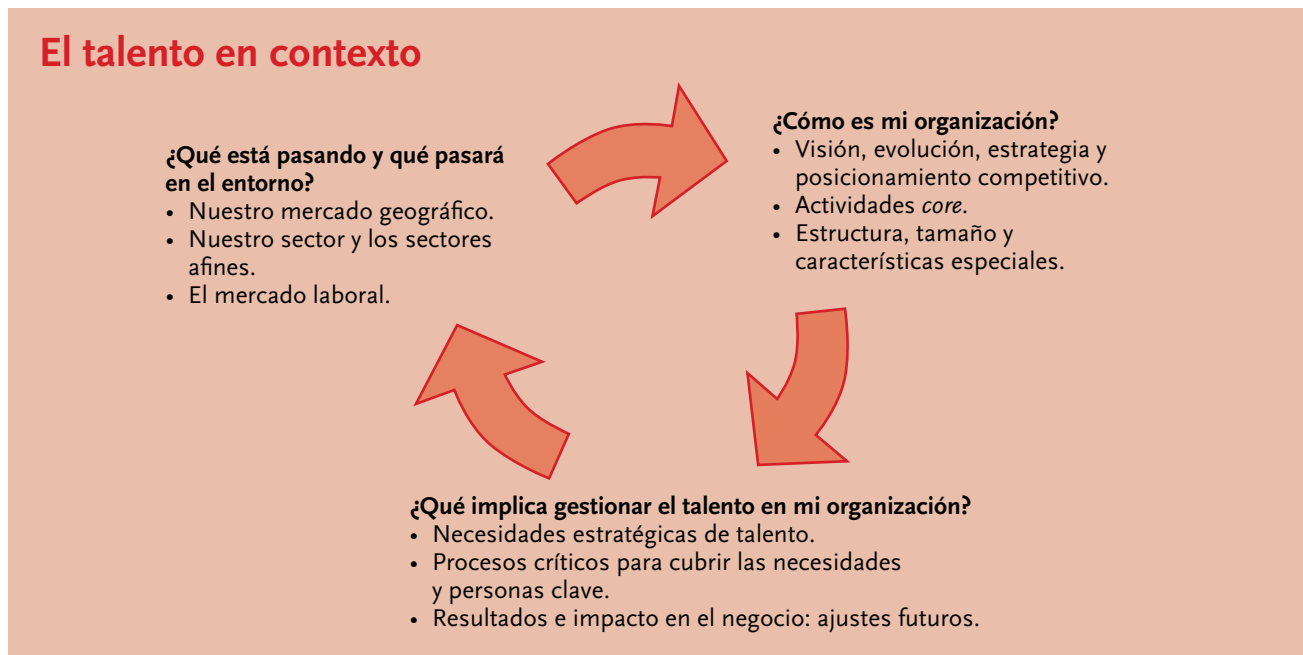 El talento en contexto
¿Qué está pasando y qué pasará
en el entorno?
• Nuestro mercado geográfico.
• Nuestro sector y los sectores
afines.
• El mercado laboral.
¿Cómo es mi organización?
• Visión, evolución, estrategia y
posicionamiento competitivo.
• Actividades core.
• Estructura, tamaño y
características especiales.
¿Qué implica gestionar el talento en mi organización?
• Necesidades estratégicas de talento.
• Procesos críticos para cubrir las necesidades
y personas clave.
• Resultados e impacto en el negocio: ajustes futuros.